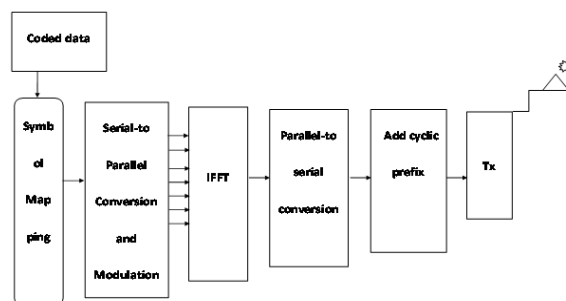 Coded data
Symb
ol
Map
ping
Serial-to
Parallel
Conversion
and
Modulation
IFFT
Parallel-to
serial
conversion
Add cyclic
prefix
Tx